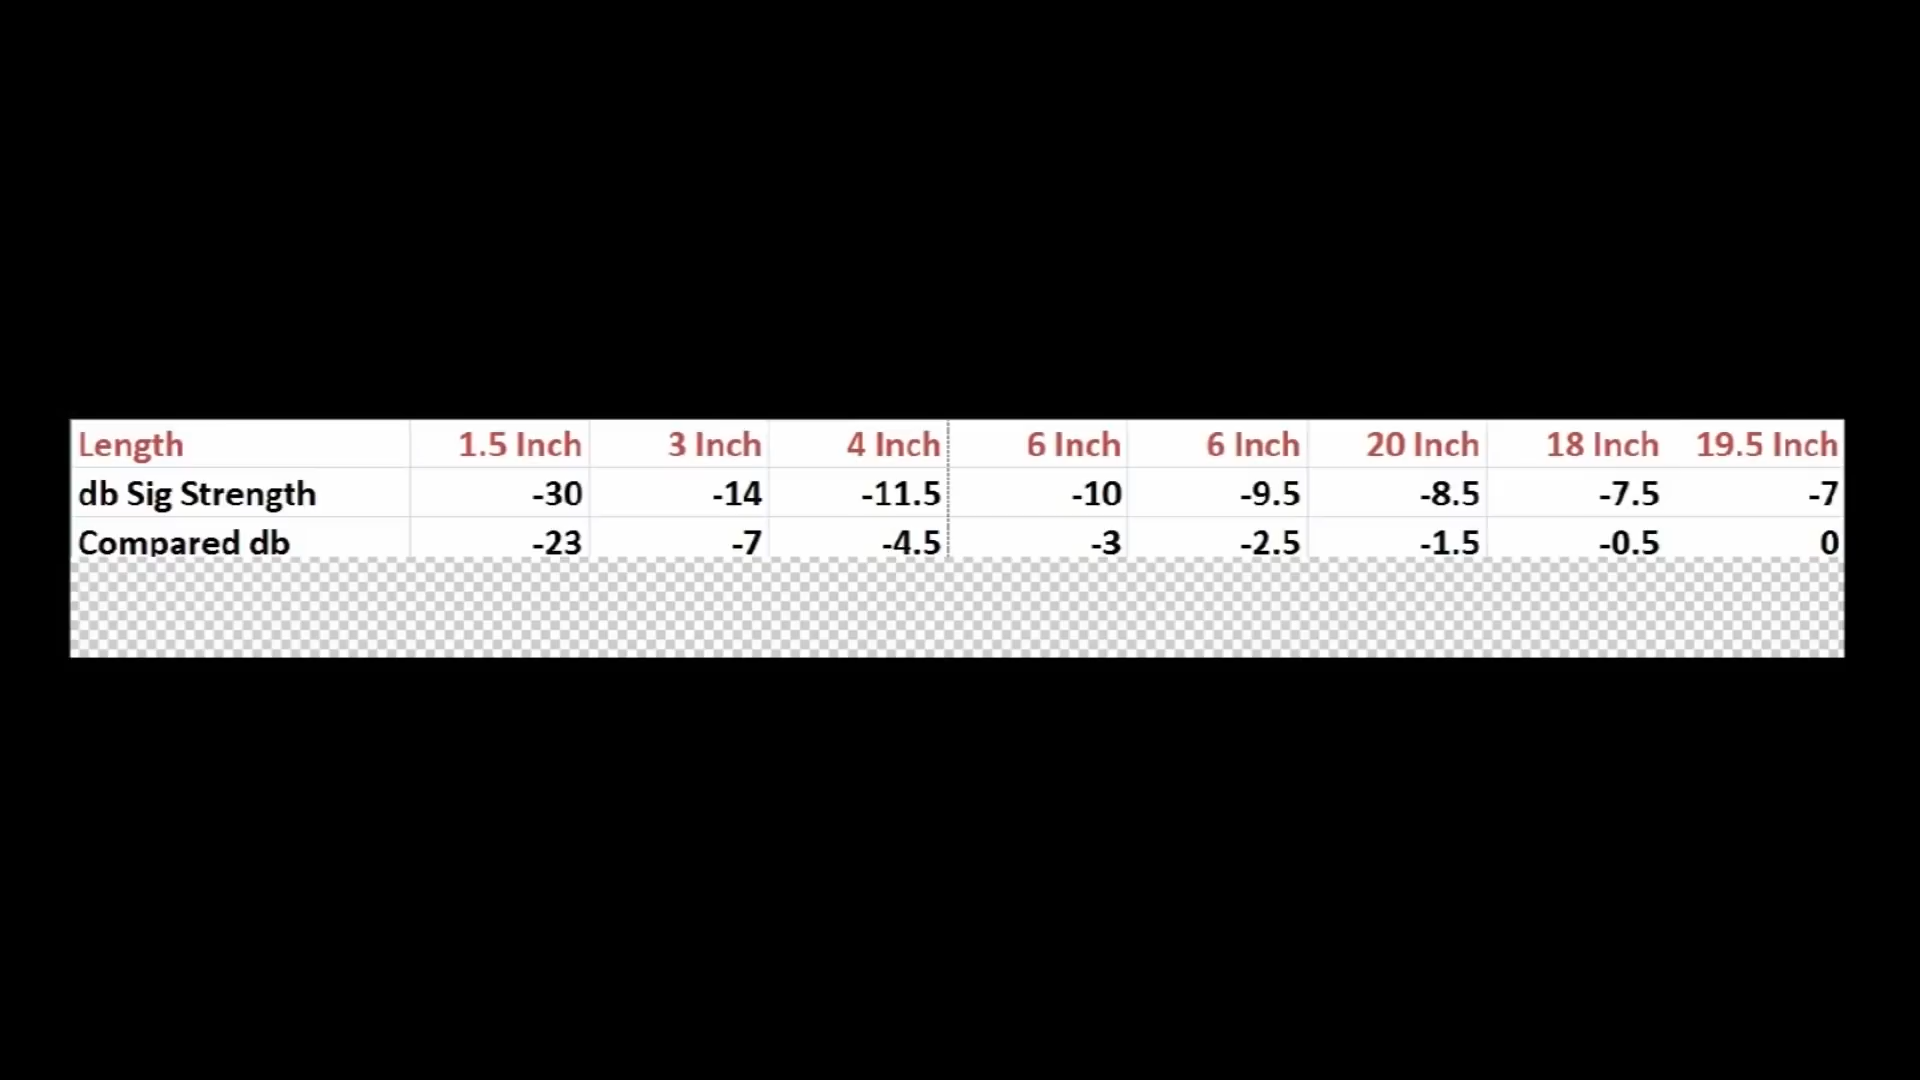 Length 1.5 Inch 3 Inch 4 Inch 6 Inch 6 Inch 20 Inch 18 Inch 19.5 Inch
db Sig Strength -30 -14 -11.5 -10 -9.5 -8.5 -7.5 -7
Compared db -23 -7 -4.5 -3 -2.5 -1.5 -0.5 0